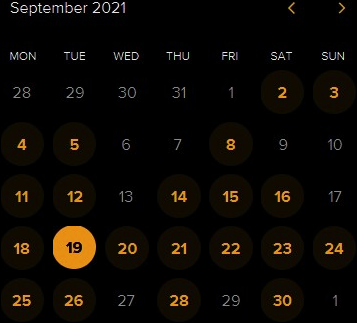 September 2021
MON TUE WED THU FRI SAT SUN
28 29 30 31 1 2 3
4 5 6 7 8 9 10
11 12 13 14 15 16 17
18 19 20 21 22 23 24
25 26 27 28 29 30 1